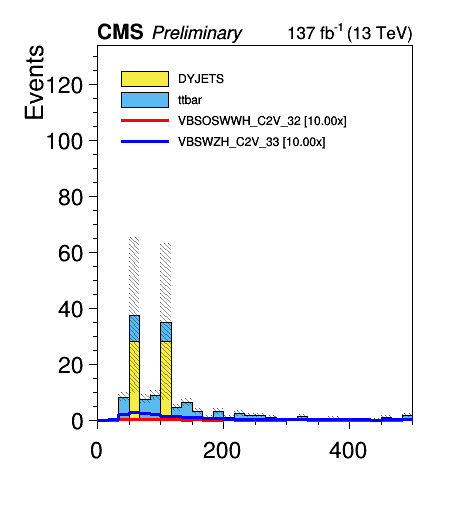 CMS Preliminary 137 fb-1 (13 TeV)
Events
120
100
80
60
40
20
0
DYJETS
ttbar
VBSOSWWH_C2V_32 [10.00x]
VBSWZH_C2V_33 [10.00x]
0 200 400